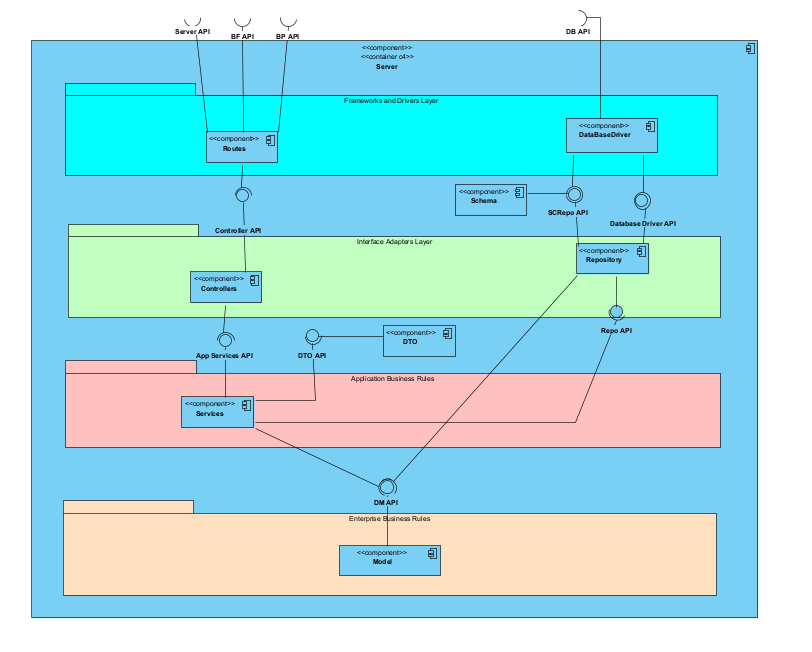 Server API
BF API
BP API
DB API
<<component>>
<<container c4>>
Server
Frameworks and Drivers Layer
<<component>>
Routes
<<component>>
DataBaseDriver
<<component>>
Schema
SCRepo API
Database Driver API
Controller API
Interface Adapters Layer
<<component>>
Repository
<<component>>
Controllers
Repo API
App Services API
DTO API
<<component>>
DTO
Application Business Rules
<<component>>
Services
DM API
Enterprise Business Rules
<<component>>
Model